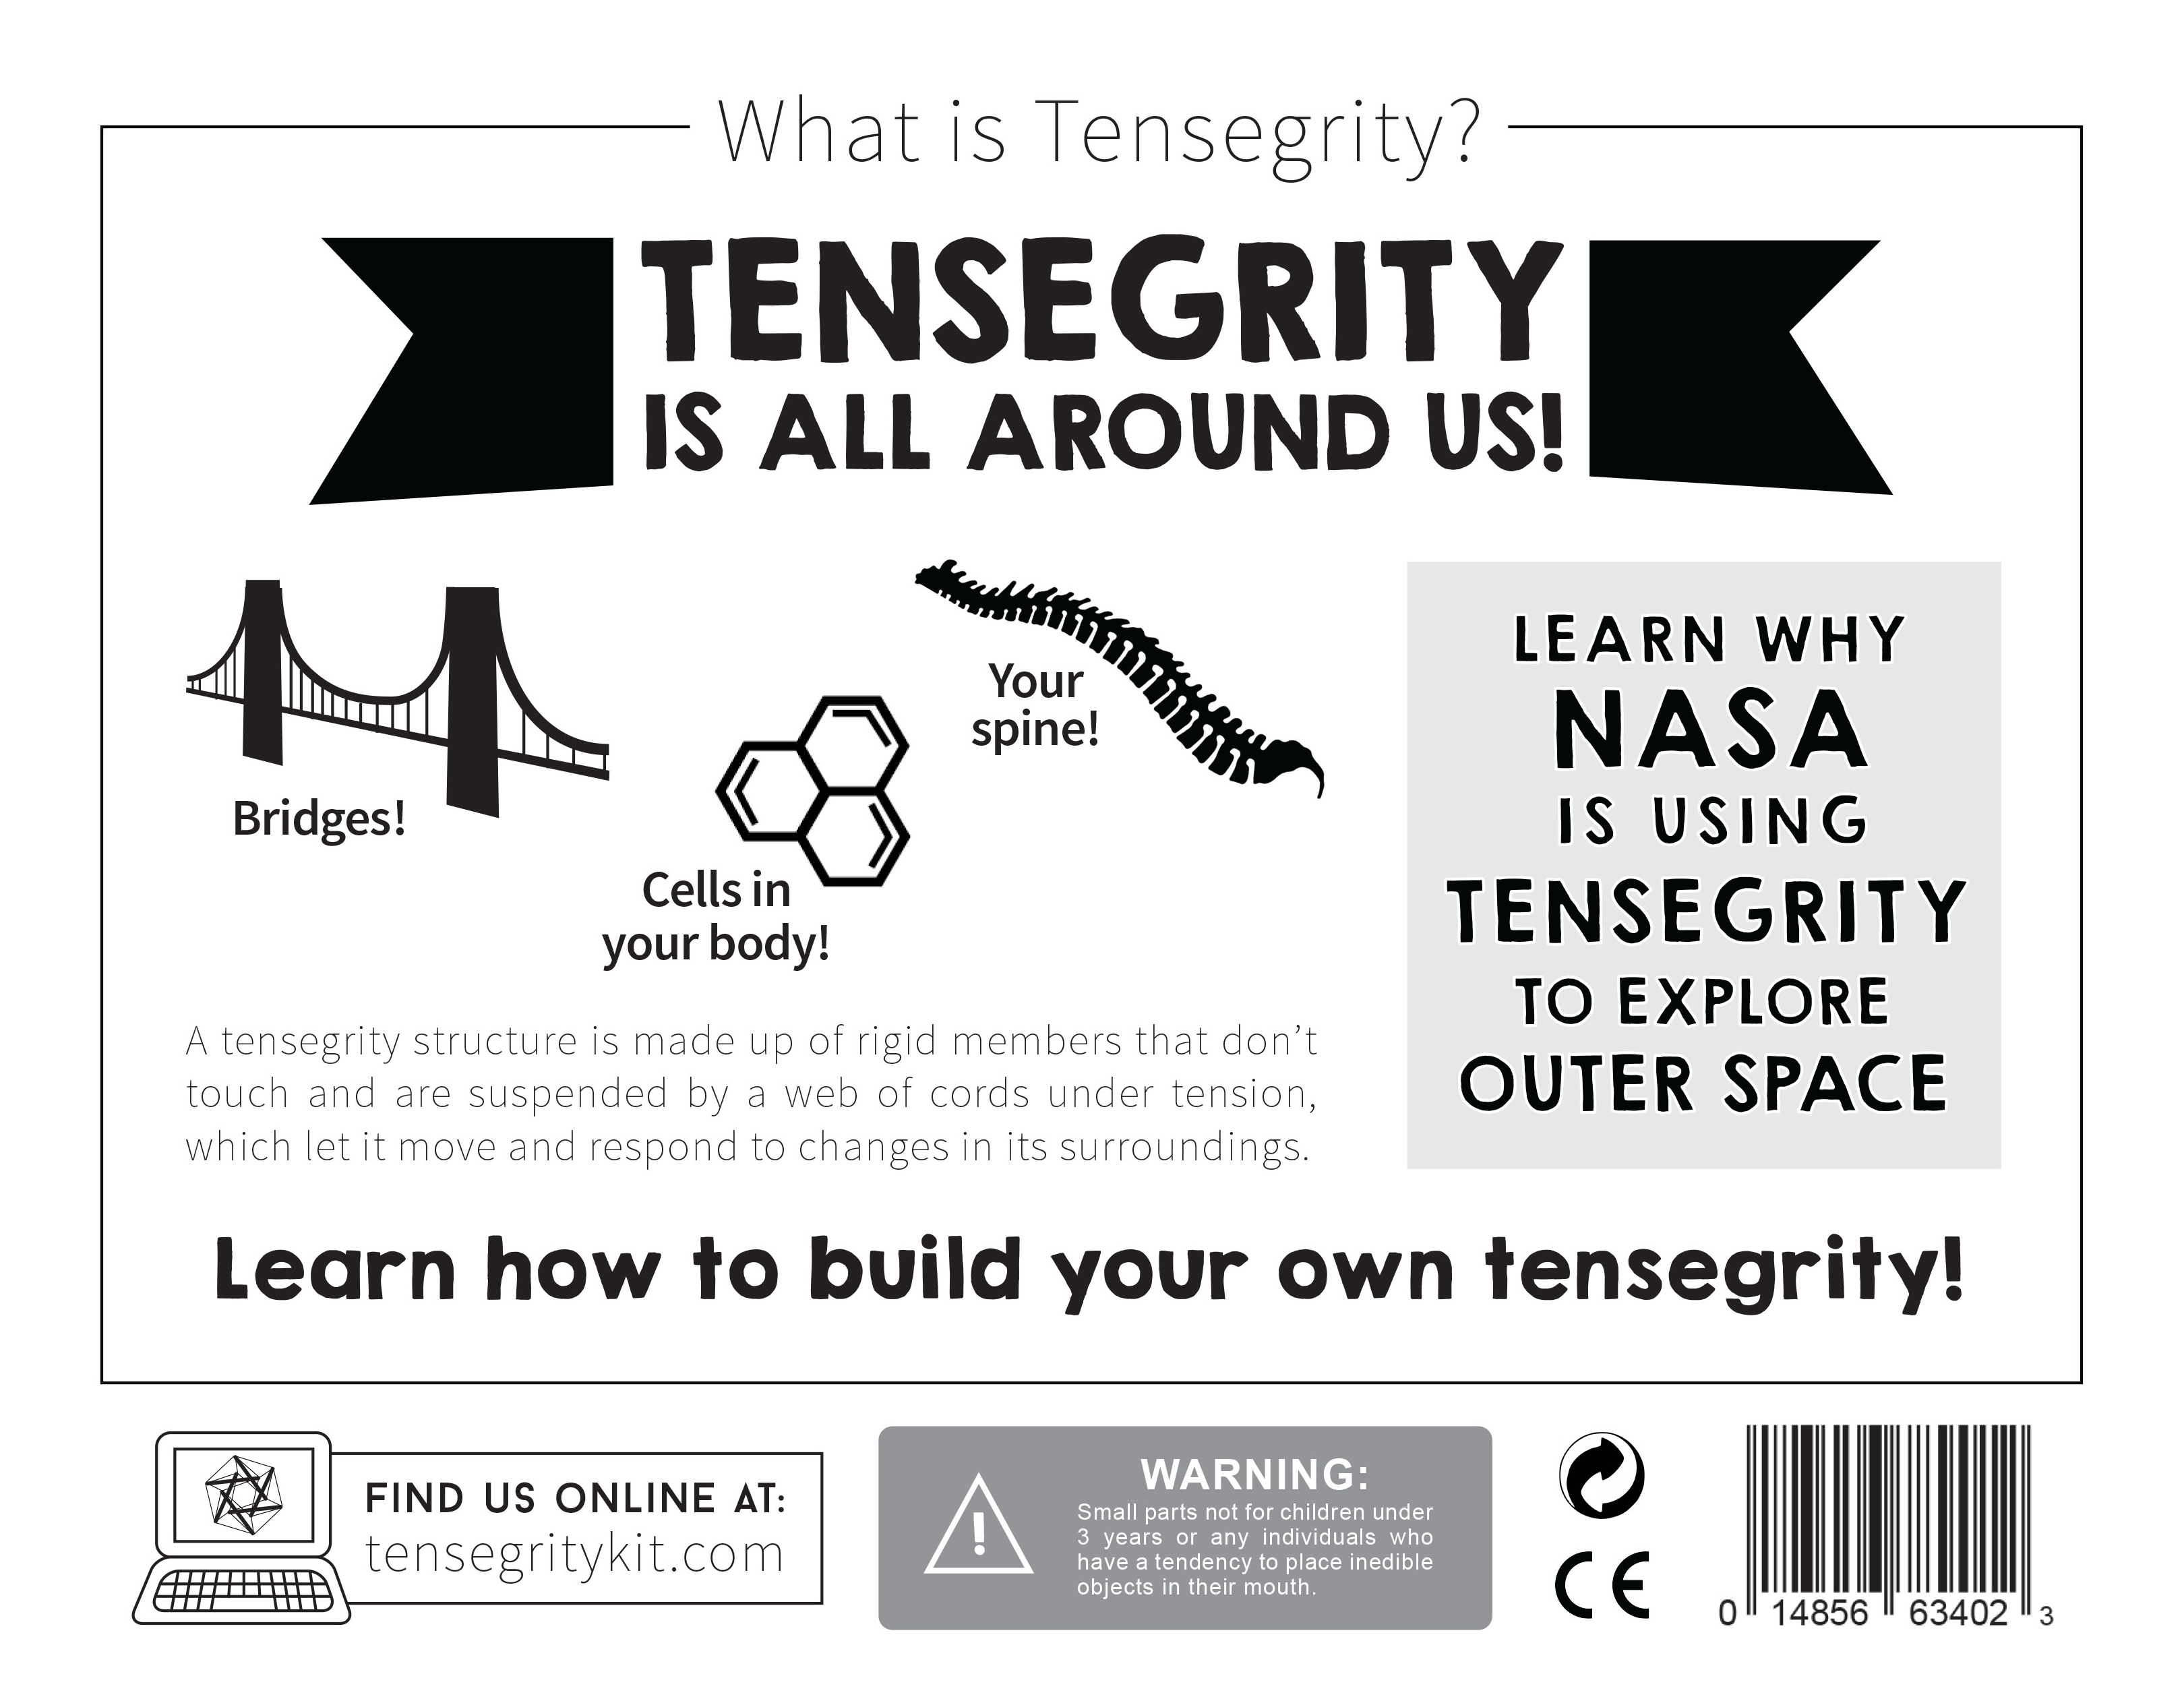 What is Tensegrity?
TENSEGRITY
IS ALL AROUND US!
Bridges!
Cells in
your body!
Your
spine!
LEARN WHY
NASA
IS USING
TENSEGRITY
TO EXPLORE
OUTER SPACE
A tensegrity structure is made up of rigid members that don’t
touch and are suspended by a web of cords under tension,
which let it move and respond to changes in its surroundings.
Learn how to build your own tensegrity!
FIND US ONLINE AT:
tensegritykit.com
WARNING:
Small parts not for children under
3 years or any individuals who
have a tendency to place inedible
objects in their mouth.
CE
0 14856 63402 3